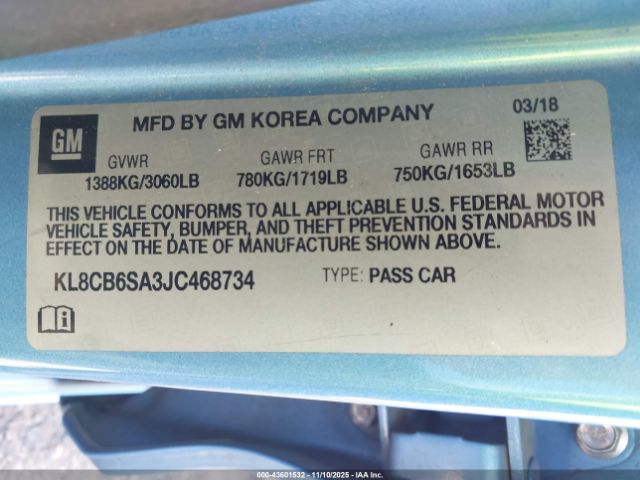 GM
MFD BY GM KOREA COMPANY
03/18
GVWR GAWR FRT GAWR RR
1388KG/3060LB 780KG/1719LB 750KG/1653LB
THIS VEHICLE CONFORMS TO ALL APPLICABLE U.S. FEDERAL MOTOR
VEHICLE SAFETY, BUMPER, AND THEFT PREVENTION STANDARDS IN
EFFECT ON THE DATE OF MANUFACTURE SHOWN ABOVE.
KL8CB6SA3JC468734 TYPE: PASS CAR
000-43601532 - 11/10/2025 - IAA Inc.